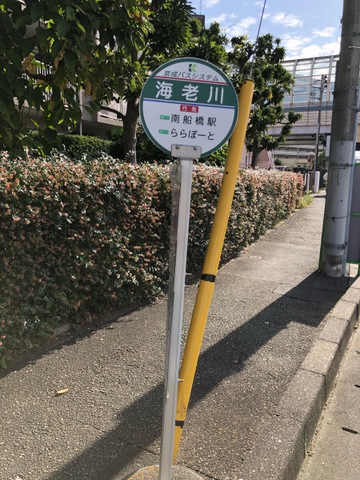 京成バスシステム
海老川
南船橋駅
ららぽーと